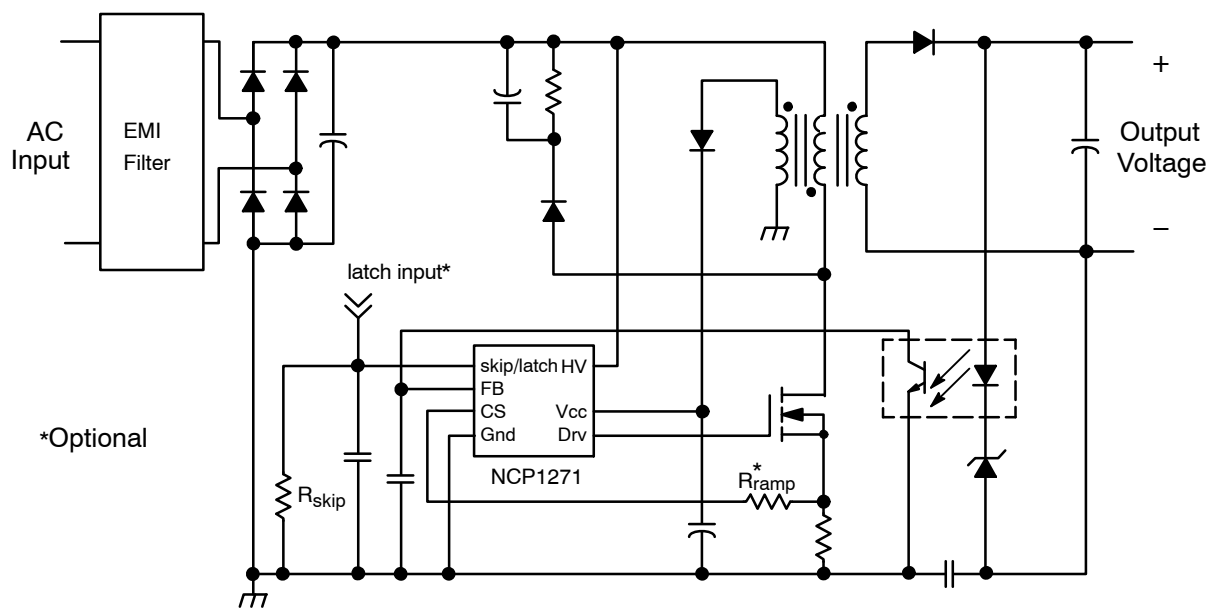 AC
Input
EMI
Filter
+
Output
Voltage
−
latch input*
skip/latch HV
FB
CS
Vcc
Gnd
Drv
NCP1271
*Optional
Rskip
R*ramp